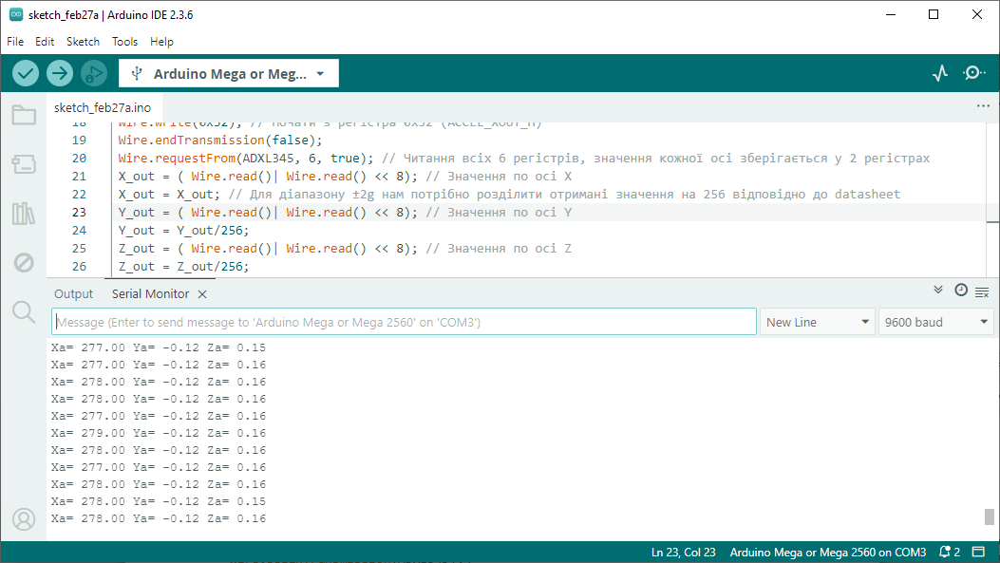 sketch_feb27a | Arduino IDE 2.3.6
File Edit Sketch Tools Help
Arduino Mega or Meg...
sketch_feb27a.ino
18 Wire.write(0x32); // Почати з регістра 0x32 (ACCEL_XOUT_H)
19 Wire.endTransmission(false);
20 Wire.requestFrom(ADXL345, 6, true); // Читання всіх 6 регістрів, значення кожної осі зберігається у 2 регістрах
21 X_out = ( Wire.read()| Wire.read() << 8); // Значення по осі X
22 X_out = X_out; // Для діапазону ±2g нам потрібно розділити отримані значення на 256 відповідно до datasheet
23 Y_out = ( Wire.read()| Wire.read() << 8); // Значення по осі Y
24 Y_out = Y_out/256;
25 Z_out = ( Wire.read()| Wire.read() << 8); // Значення по осі Z
26 Z_out = Z_out/256;
Output Serial Monitor
Message (Enter to send message to 'Arduino Mega or Mega 2560' on 'COM3') New Line 9600 baud
Xa= 277.00 Ya= -0.12 Za= 0.15
Xa= 277.00 Ya= -0.12 Za= 0.16
Xa= 278.00 Ya= -0.12 Za= 0.16
Xa= 278.00 Ya= -0.12 Za= 0.16
Xa= 277.00 Ya= -0.12 Za= 0.16
Xa= 279.00 Ya= -0.12 Za= 0.16
Xa= 278.00 Ya= -0.12 Za= 0.16
Xa= 277.00 Ya= -0.12 Za= 0.16
Xa= 278.00 Ya= -0.12 Za= 0.16
Xa= 278.00 Ya= -0.12 Za= 0.15
Xa= 278.00 Ya= -0.12 Za= 0.16
Ln 23, Col 23 Arduino Mega or Mega 2560 on COM3 2